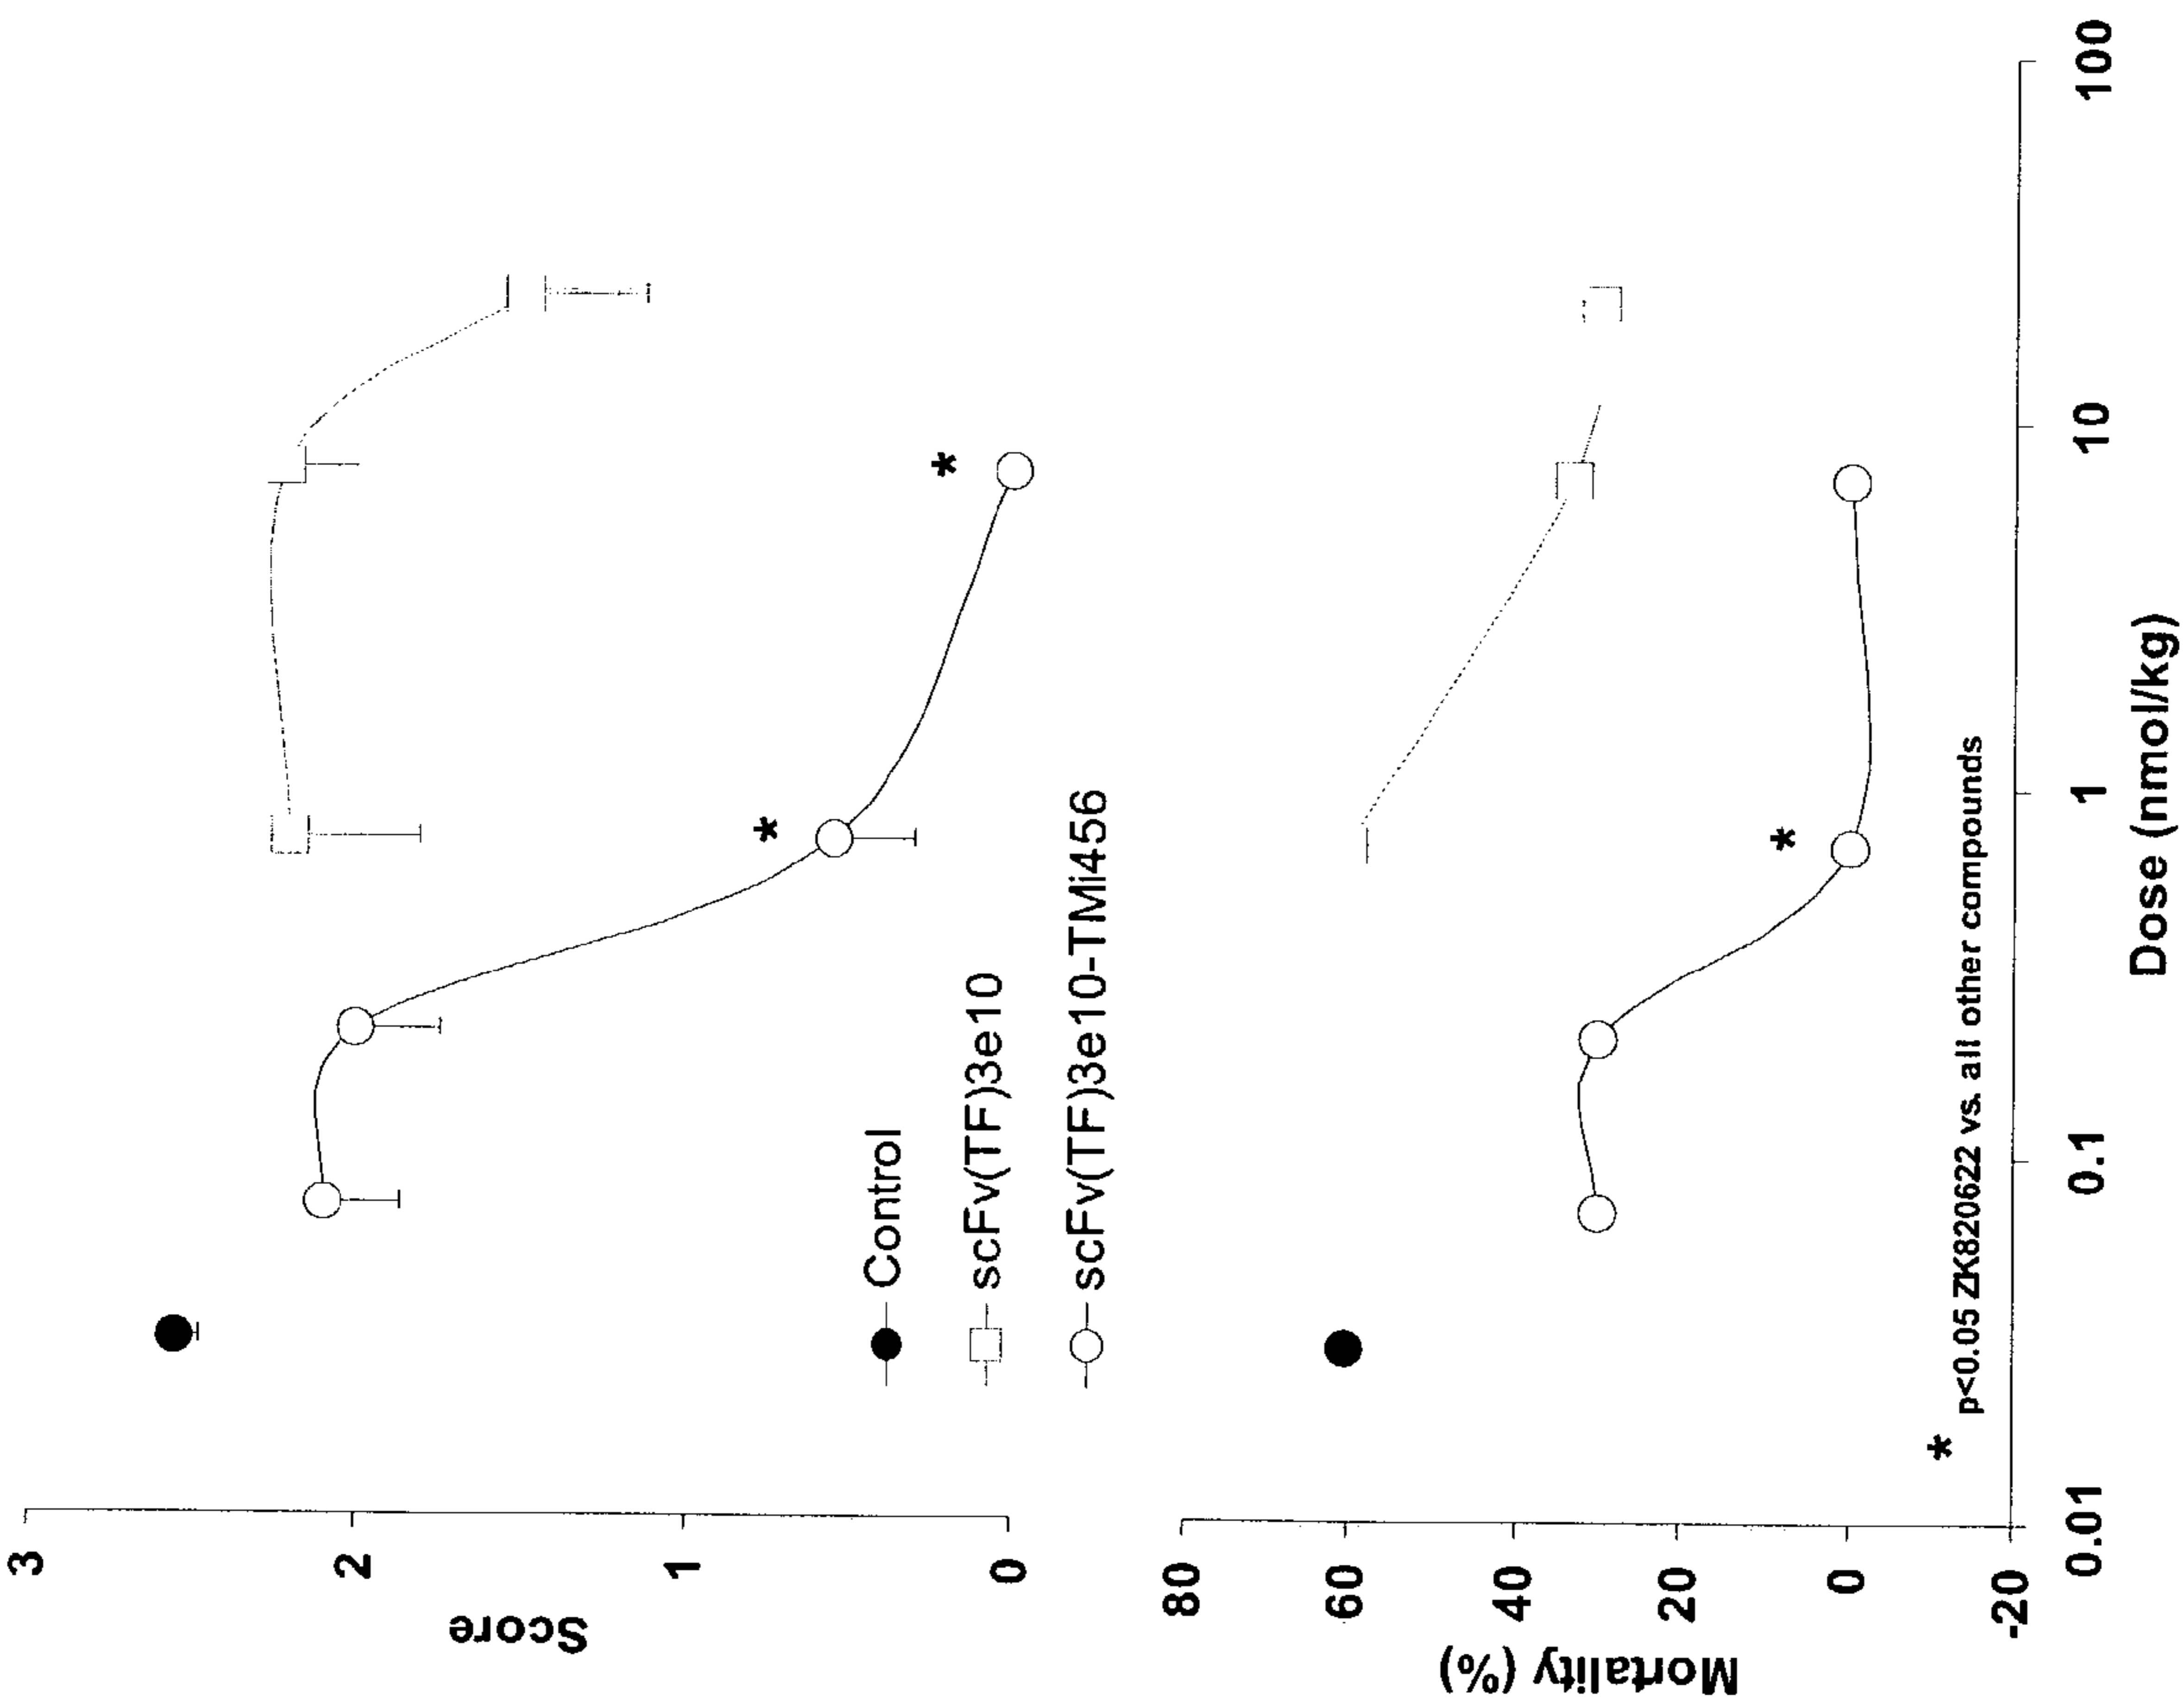 3
2
1
0
Score
Control
scFv(TF)3e10
scFv(TF)3e10-TMi456
*
*
80
60
40
20
0
-20
Mortality (%)
*
* p<0.05 ZK820622 vs. all other compounds
0.01
0.1
1
10
100
Dose (nmol/kg)